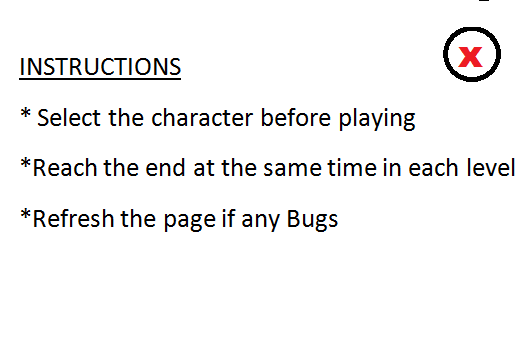 INSTRUCTIONS
X
* Select the character before playing
*Reach the end at the same time in each level
*Refresh the page if any Bugs